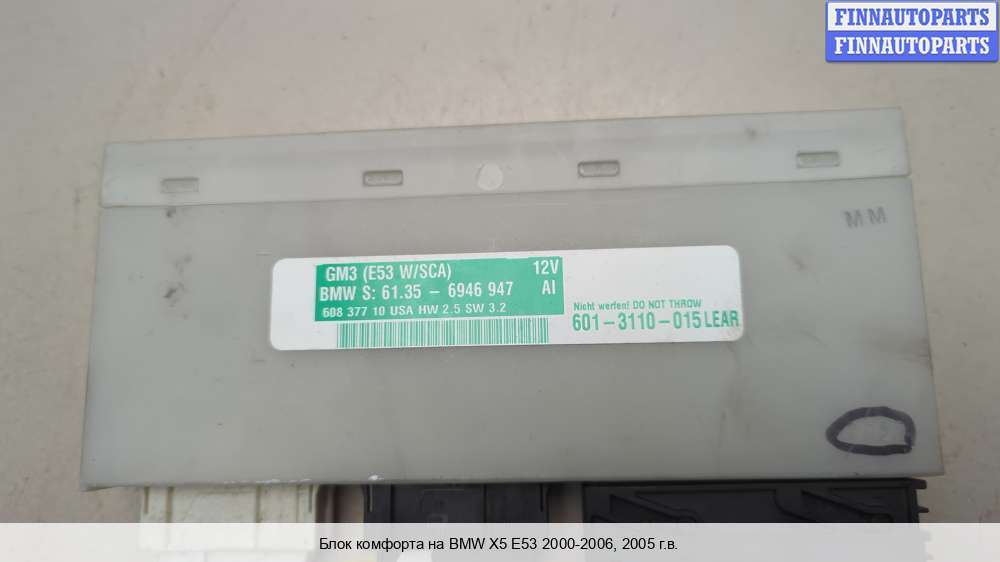 FINNAUTOPARTS
FINNAUTOPARTS
MM
GM3 (E53 W/SCA) 12V
BMW S: 61.35 - 6946 947 AI
608 377 10 USA HW 2.5 SW 3.2
Nicht werfen! DO NOT THROW
601-3110-015 LEAR
Блок комфорта на BMW X5 E53 2000-2006, 2005 г.в.